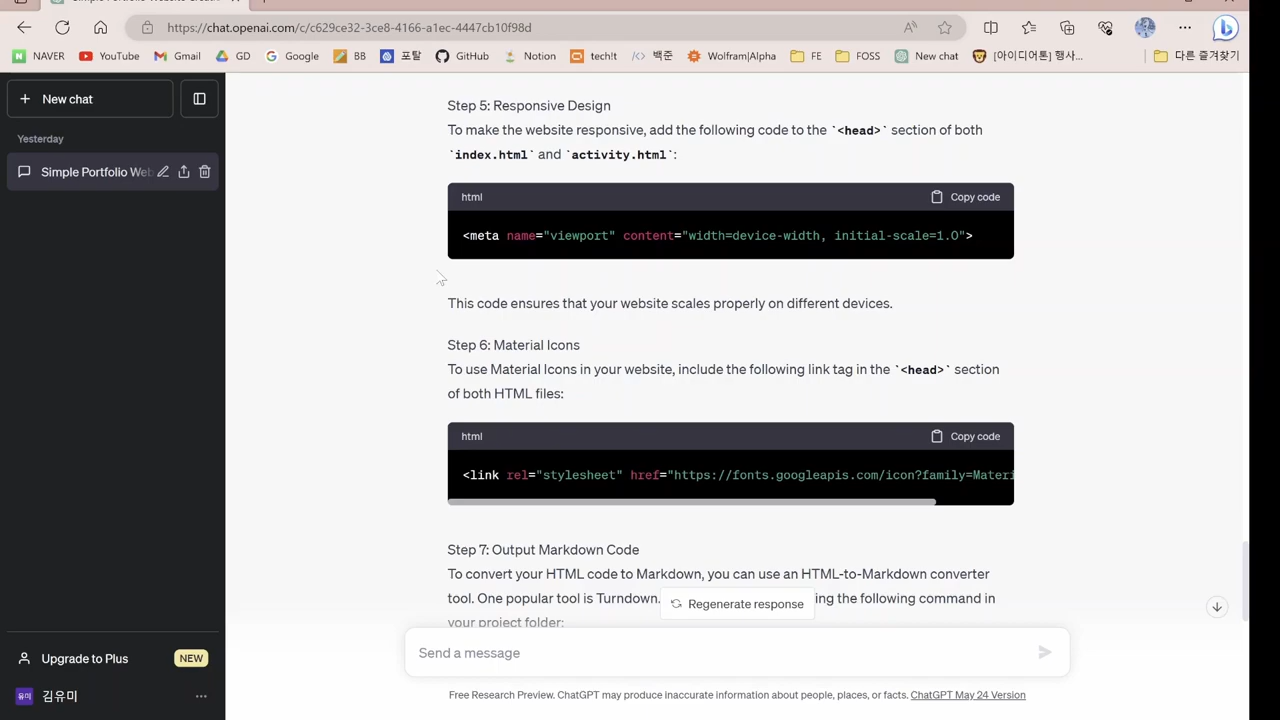 https://chat.openai.com/c/c629ce32-3ce8-4166-a1ec-4447cb10f98d
NAVER YouTube Gmail GD Google BB 포탈 GitHub Notion tech!t 백준 Wolfram|Alpha FE FOSS New chat [아이디어톤] 행사... 다른 즐겨찾기
New chat
Yesterday
Simple Portfolio Web
Step 5: Responsive Design
To make the website responsive, add the following code to the `<head>` section of both
`index.html` and `activity.html`:
html Copy code
<meta name="viewport" content="width=device-width, initial-scale=1.0">
This code ensures that your website scales properly on different devices.
Step 6: Material Icons
To use Material Icons in your website, include the following link tag in the `<head>` section
of both HTML files:
html Copy code
<link rel="stylesheet" href="https://fonts.googleapis.com/icon?family=Materi
Step 7: Output Markdown Code
To convert your HTML code to Markdown, you can use an HTML-to-Markdown converter
tool. One popular tool is Turndown. ing the following command in
your project folder:
Regenerate response
Send a message
Free Research Preview. ChatGPT may produce inaccurate information about people, places, or facts. ChatGPT May 24 Version
Upgrade to Plus NEW
유미 김유미